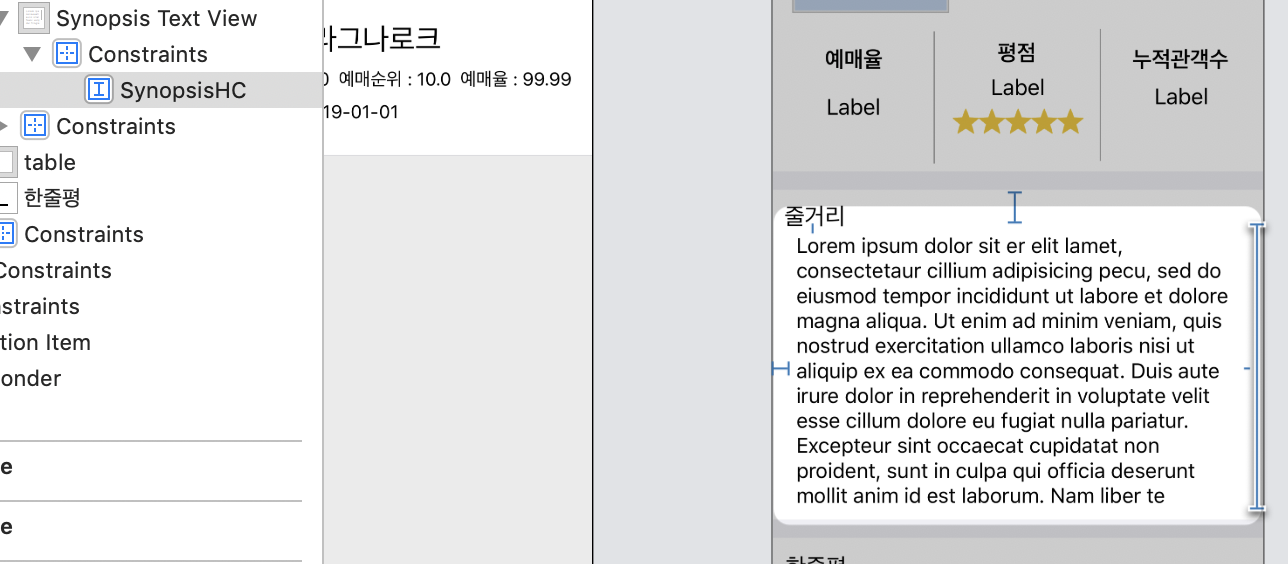 Synopsis Text View
Constraints
SynopsisHC
Constraints
table
한줄평
Constraints
Constraints
nstraints
tion Item
onder
e
e
라그나로크
0 예매순위 : 10.0 예매율 : 99.99
19-01-01
예매율
Label
평점
Label
누적관객수
Label
줄거리
Lorem ipsum dolor sit er elit lamet,
consectetaur cillium adipisicing pecu, sed do
eiusmod tempor incididunt ut labore et dolore
magna aliqua. Ut enim ad minim veniam, quis
nostrud exercitation ullamco laboris nisi ut
aliquip ex ea commodo consequat. Duis aute
irure dolor in reprehenderit in voluptate velit
esse cillum dolore eu fugiat nulla pariatur.
Excepteur sint occaecat cupidatat non
proident, sunt in culpa qui officia deserunt
mollit anim id est laborum. Nam liber te
한줄평